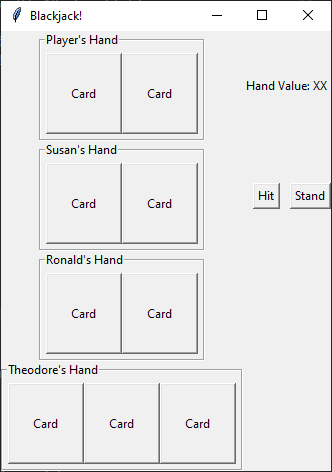 Blackjack!
Player's Hand
Card Card
Hand Value: XX
Susan's Hand
Card Card
Hit Stand
Ronald's Hand
Card Card
Theodore's Hand
Card Card Card